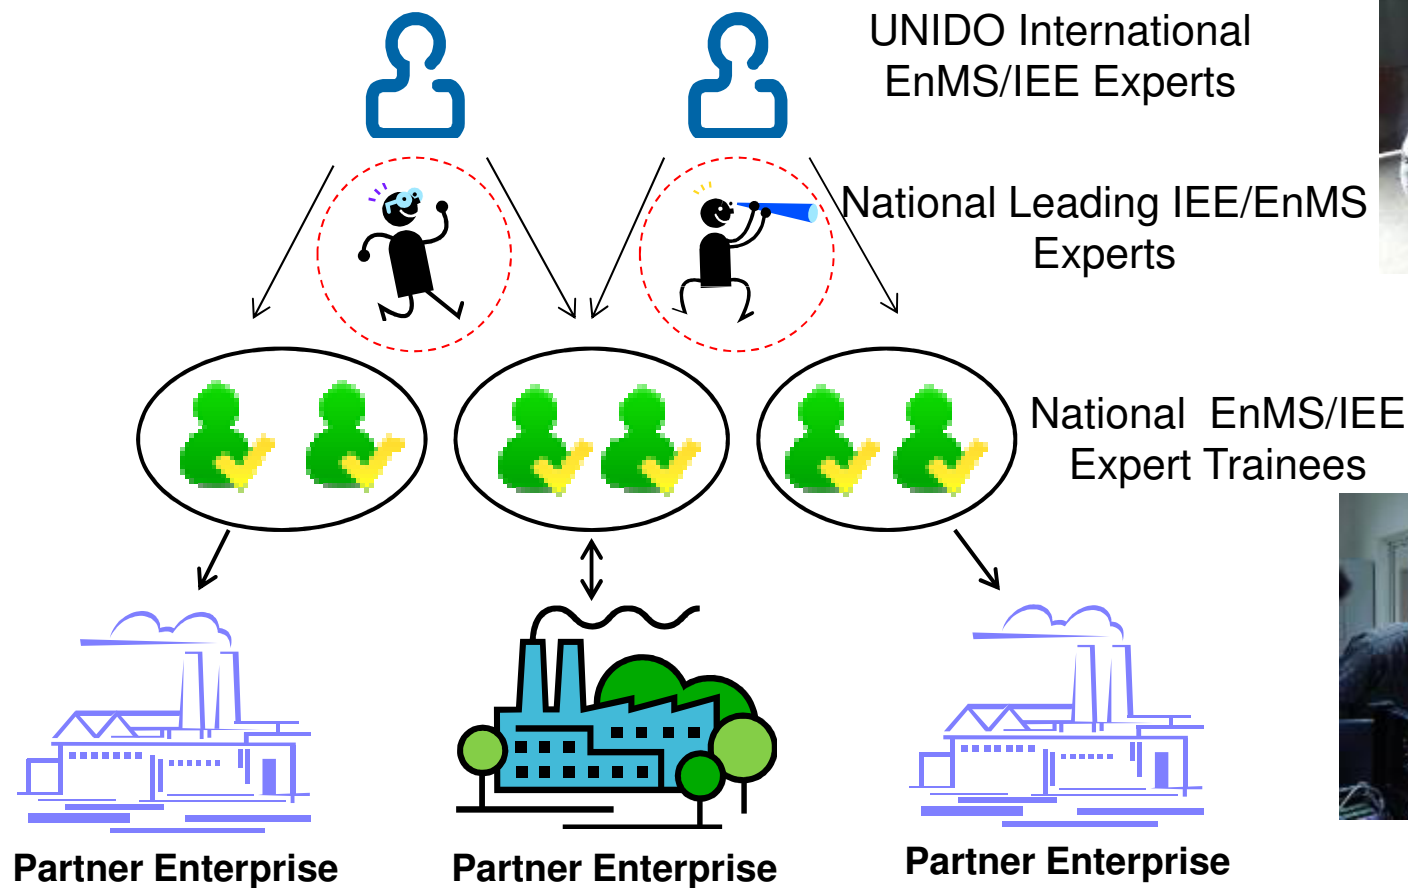 UNIDO International
EnMS/IEE Experts
National Leading IEE/EnMS
Experts
National  EnMS/IEE
Expert Trainees
Partner Enterprise
Partner Enterprise
Partner Enterprise